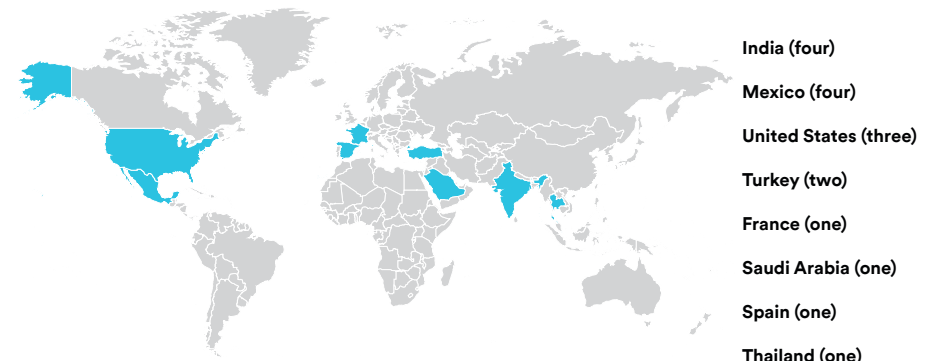 India (four)
Mexico (four)
United States (three)
Turkey (two)
France (one)
Saudi Arabia (one)
Spain (one)
Thailand (one)